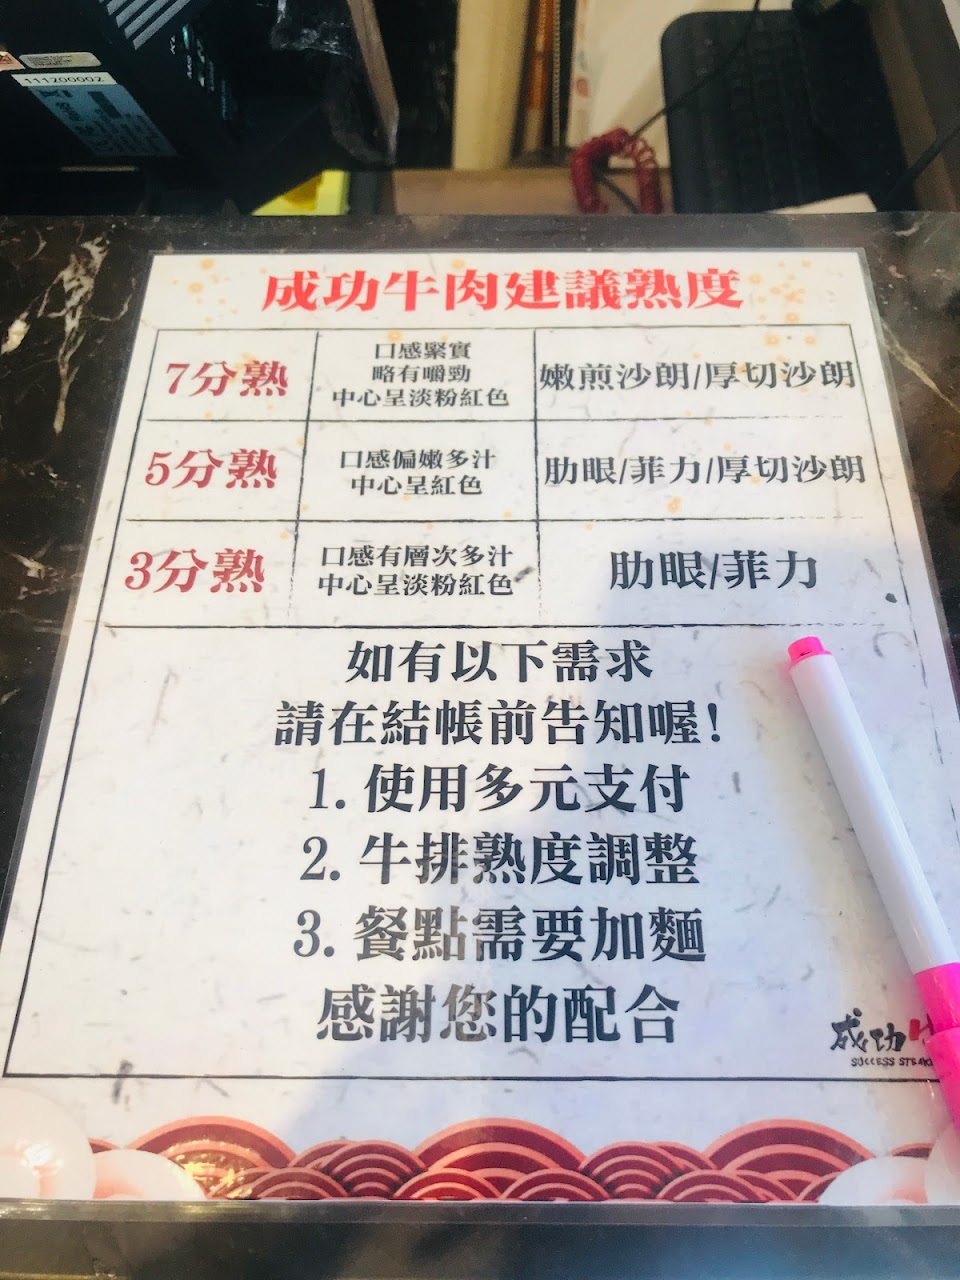 111200002
成功牛肉建議熟度
7分熟
口感緊實
略有嚼勁
中心呈淡粉紅色
嫩煎沙朗/厚切沙朗
5分熟
口感偏嫩多汁
中心呈紅色
肋眼/菲力/厚切沙朗
3分熟
口感有層次多汁
中心呈淡粉紅色
肋眼/菲力
如有以下需求
請在結帳前告知喔!
1. 使用多元支付
2. 牛排熟度調整
3. 餐點需要加麵
感謝您的配合
成功
SUCCESS